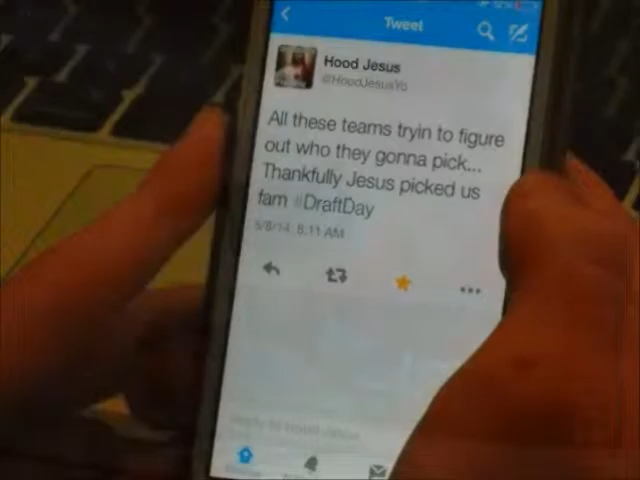 Tweet
Hood Jesus
@HoodJesusYo
All these teams tryin to figure
out who they gonna pick...
Thankfully Jesus picked us
fam #DraftDay
5/8/14, 8:11 AM